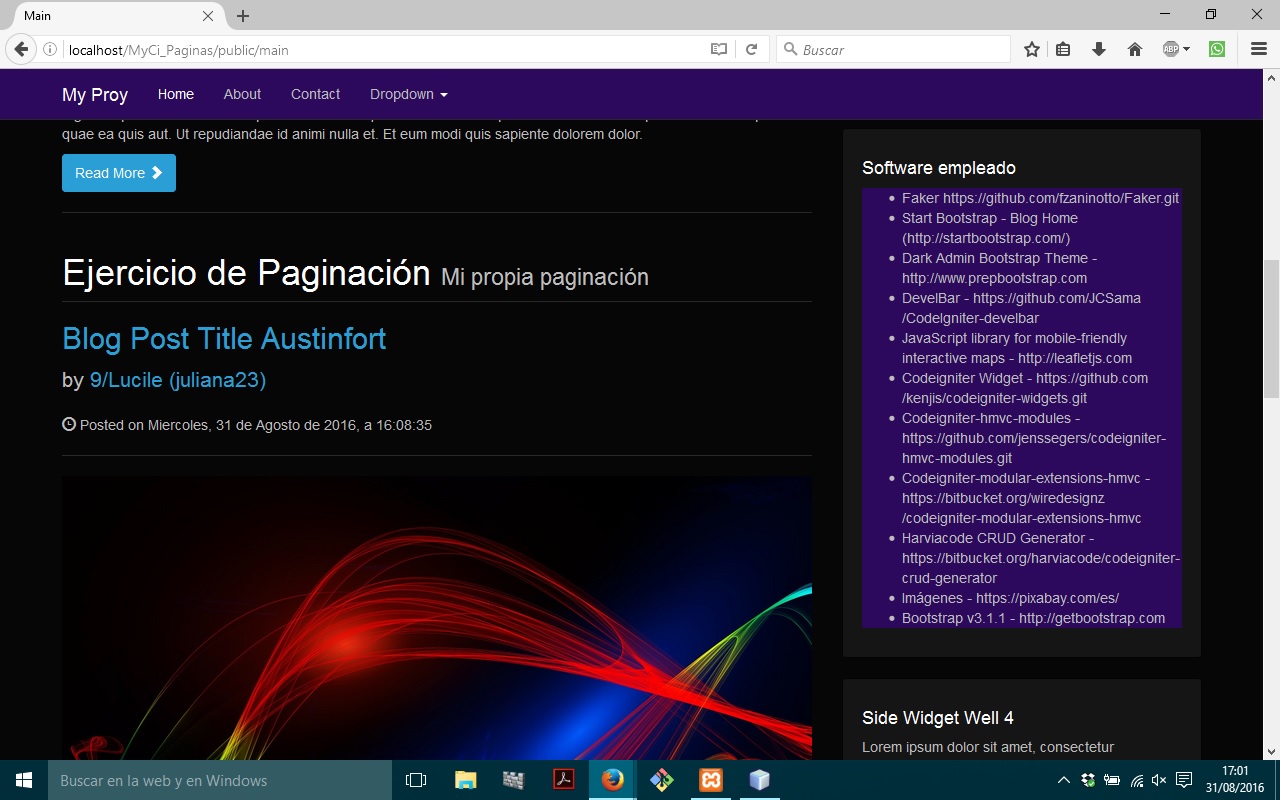 Main
localhost/MyCi_Paginas/public/main
Buscar
ABP
My Proy
Home
About
Contact
Dropdown
quae ea quis aut. Ut repudiandae id animi nulla et. Et eum modi quis sapiente dolorem dolor.
Read More
Ejercicio de Paginación Mi propia paginación
Blog Post Title Austinfort
by 9/Lucile (juliana23)
Posted on Miercoles, 31 de Agosto de 2016, a 16:08:35
Software empleado
Faker https://github.com/fzaninotto/Faker.git
Start Bootstrap - Blog Home
(http://startbootstrap.com/)
Dark Admin Bootstrap Theme -
http://www.prepbootstrap.com
DevelBar - https://github.com/JCSama
/CodeIgniter-develbar
JavaScript library for mobile-friendly
interactive maps - http://leafletjs.com
Codeigniter Widget - https://github.com
/kenjis/codeigniter-widgets.git
Codeigniter-hmvc-modules -
https://github.com/jenssegers/codeigniter-
hmvc-modules.git
Codeigniter-modular-extensions-hmvc -
https://bitbucket.org/wiredesignz
/codeigniter-modular-extensions-hmvc
Harviacode CRUD Generator -
https://bitbucket.org/harviacode/codeigniter-
crud-generator
Imágenes - https://pixabay.com/es/
Bootstrap v3.1.1 - http://getbootstrap.com
Side Widget Well 4
Lorem ipsum dolor sit amet, consectetur
Buscar en la web y en Windows
17:01
31/08/2016